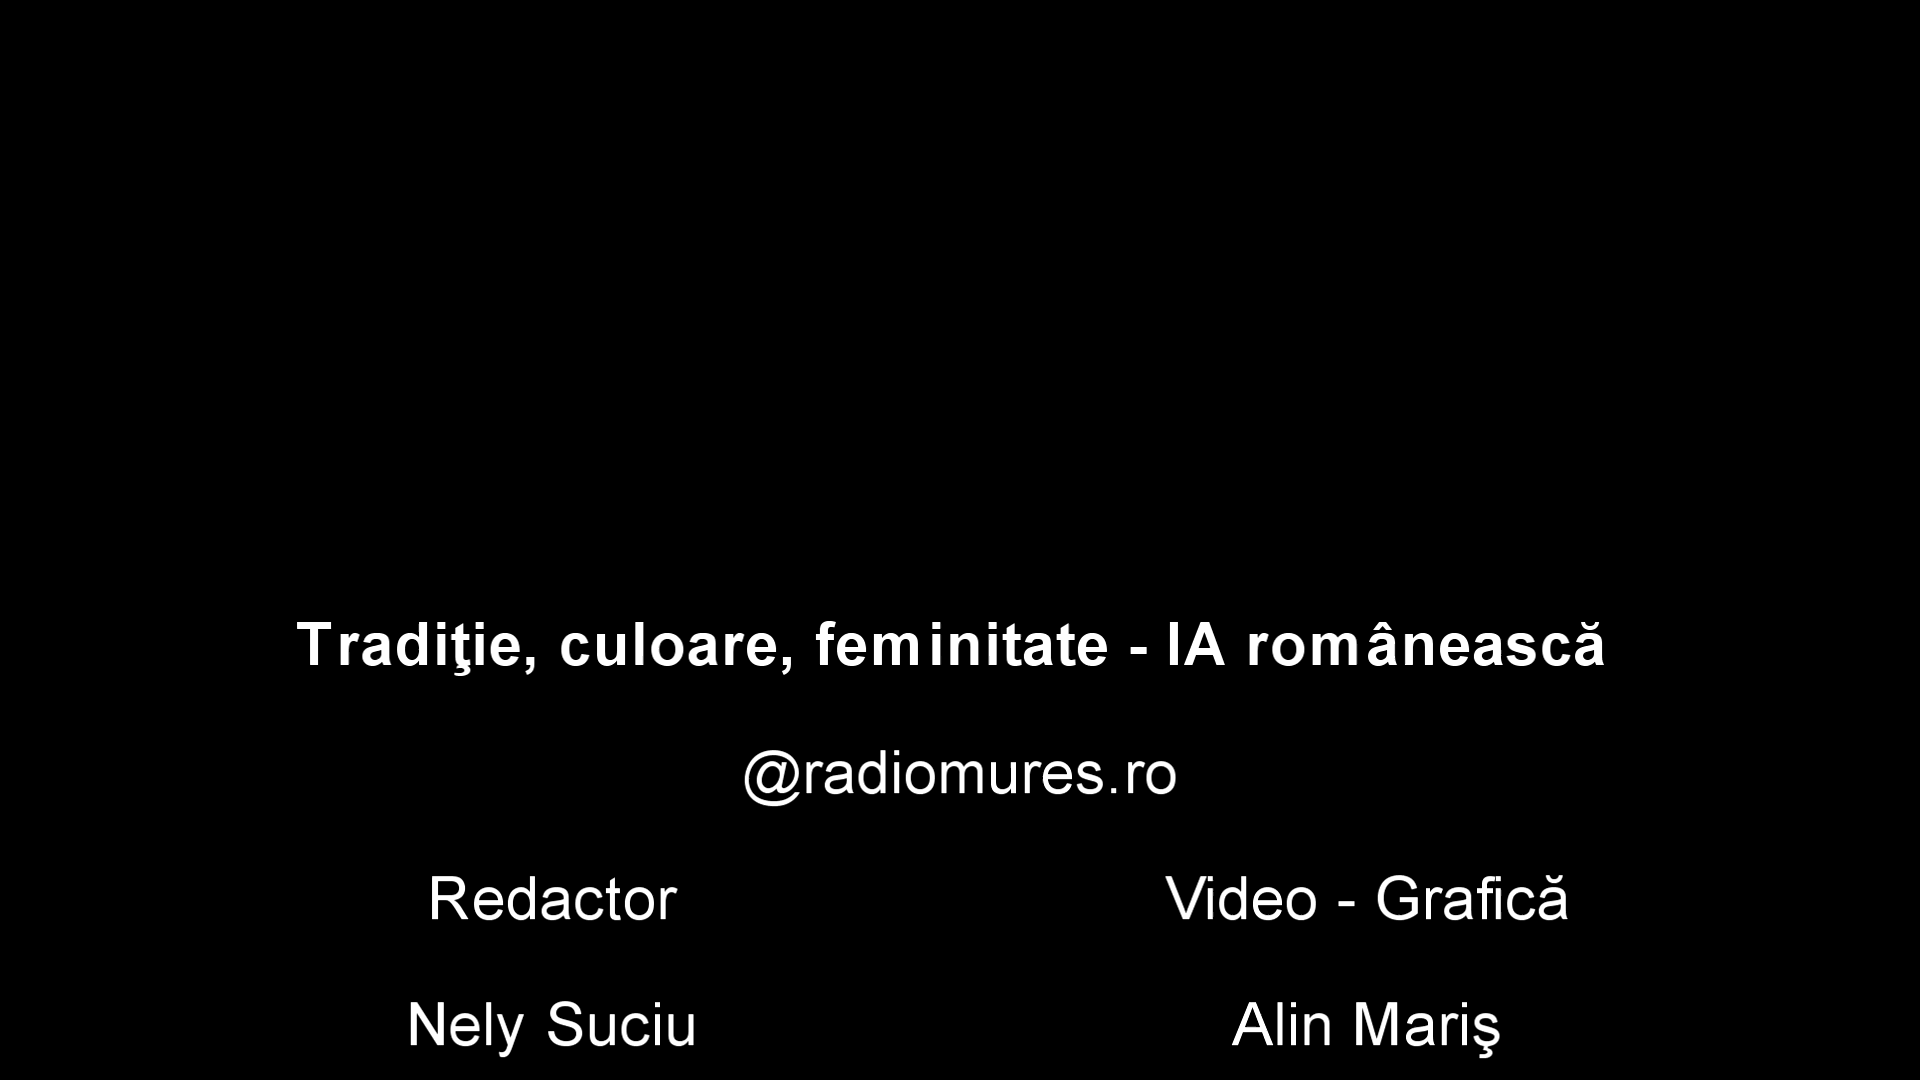 Tradiţie, culoare, feminitate - IA românească
@radiomures.ro
Redactor Video - Grafică
Nely Suciu Alin Mariş